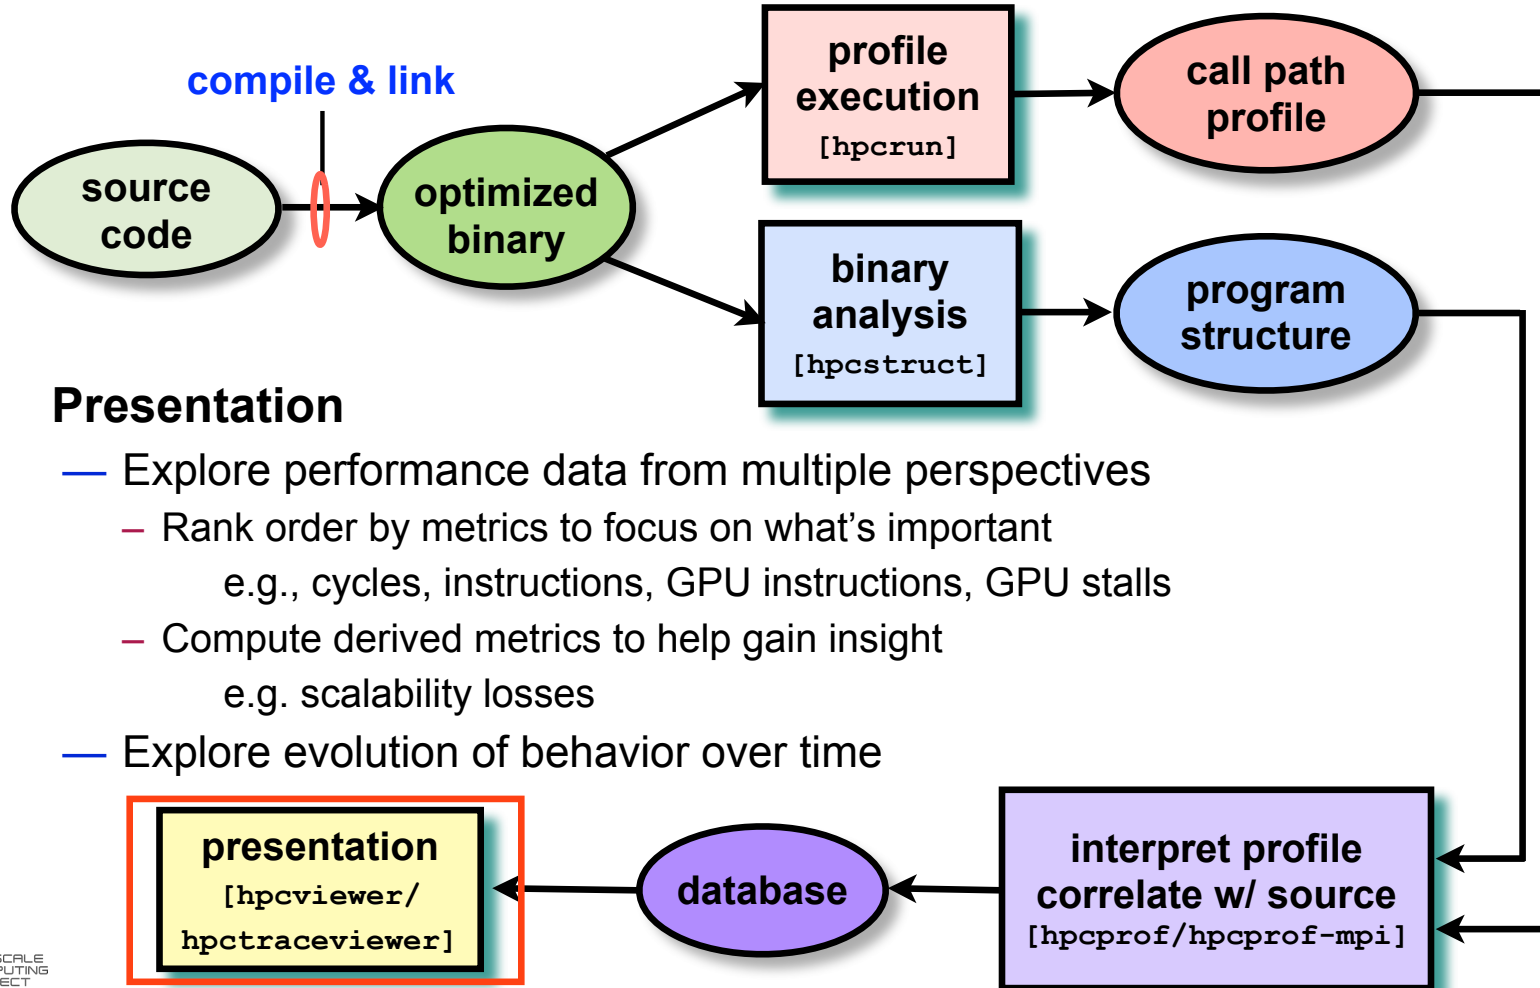 compile & link
source
code
optimized
binary
profile
execution
[hpcrun]
call path
profile
binary
analysis
[hpcstruct]
program
structure
Presentation
— Explore performance data from multiple perspectives
– Rank order by metrics to focus on what’s important
e.g., cycles, instructions, GPU instructions, GPU stalls
– Compute derived metrics to help gain insight
e.g. scalability losses
— Explore evolution of behavior over time
presentation
[hpcviewer/
hpctraceviewer]
database
interpret profile
correlate w/ source
[hpcprof/hpcprof-mpi]
SCALE
PUTING
ECT